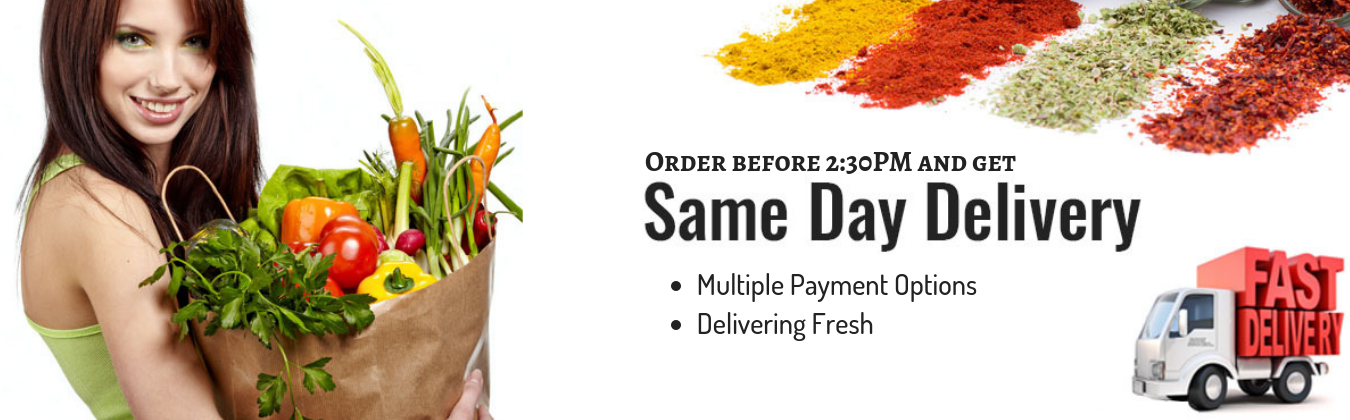 Order before 2:30PM and get
Same Day Delivery
• Multiple Payment Options
• Delivering Fresh
FAST
DELIVERY